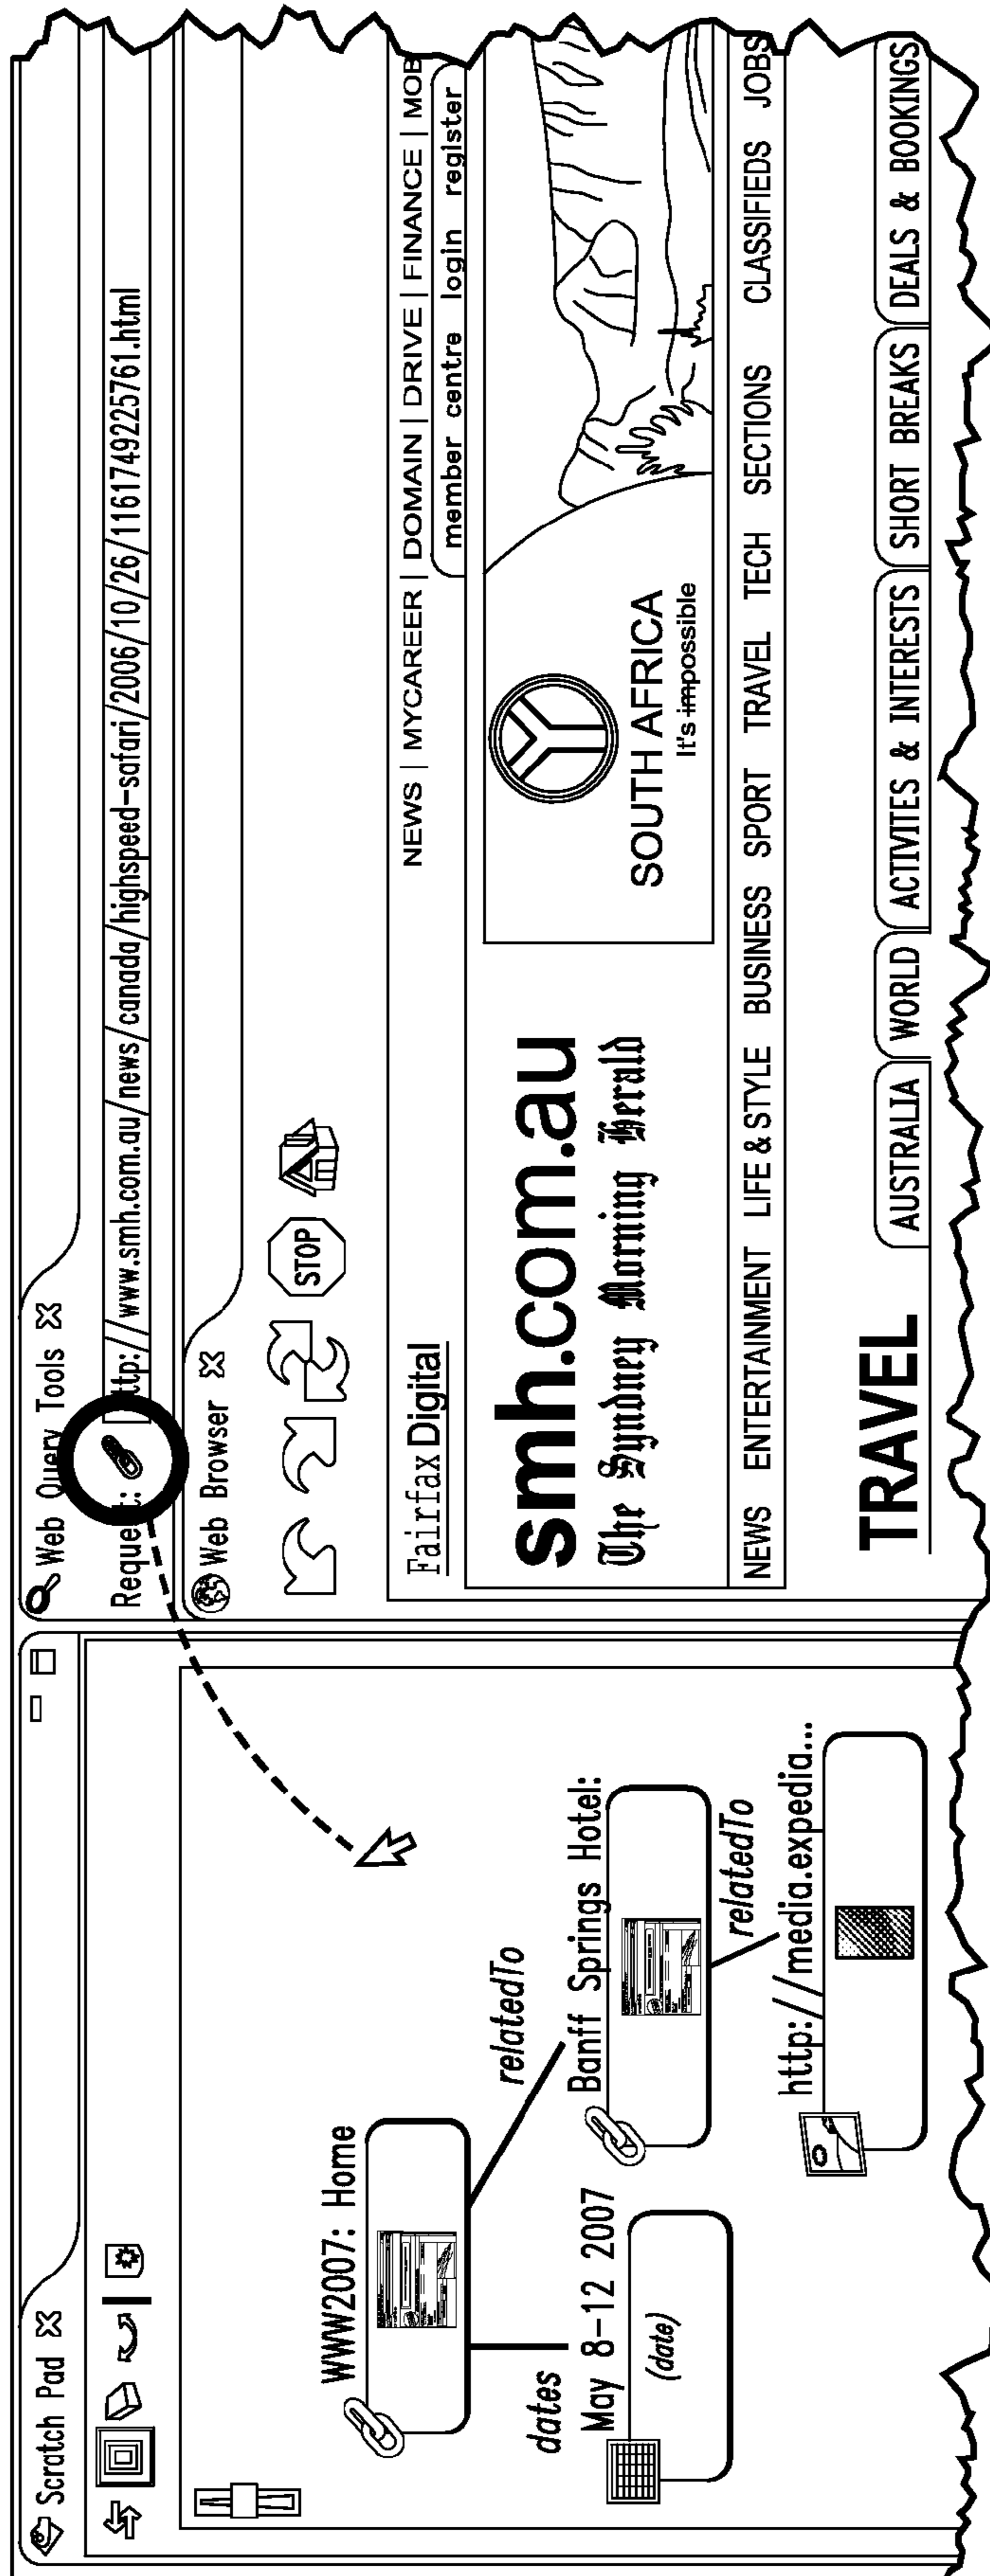 Scratch Pad
WWW2007: Home
relatedTo
dates
May 8-12 2007
(date)
Banff Springs Hotel:
relatedTo
http://media.expedia...
Web Query Tools
Reque t: ttp://www.smh.com.au/news/canada/highspeed-safari/2006/10/26/1161749225761.html
Web Browser
STOP
Fairfax Digital
NEWS | MYCAREER | DOMAIN | DRIVE | FINANCE | MOB
member centre login register
smh.com.au
The Syndney Morning Herald
SOUTH AFRICA
It's impossible
NEWS ENTERTAINMENT LIFE & STYLE BUSINESS SPORT TRAVEL TECH SECTIONS CLASSIFIEDS JOBS
TRAVEL
AUSTRALIA WORLD ACTIVITES & INTERESTS SHORT BREAKS DEALS & BOOKINGS